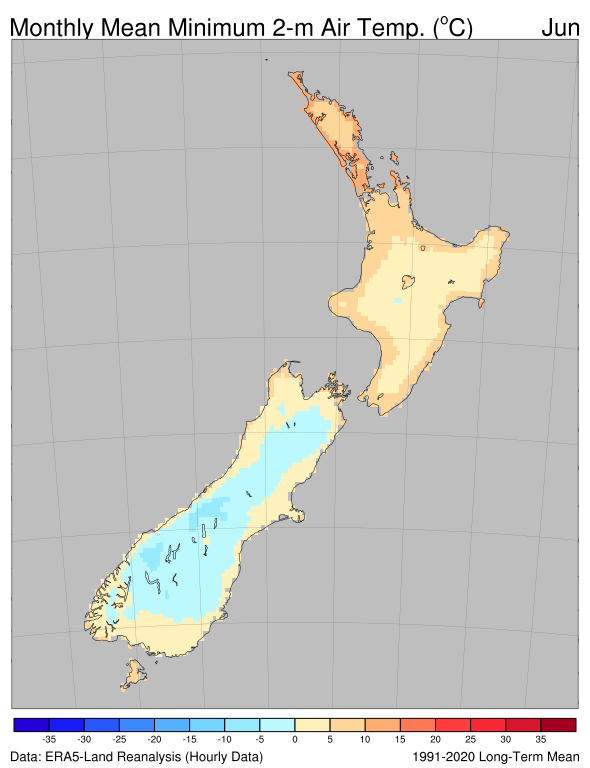 Monthly Mean Minimum 2-m Air Temp. (°C) Jun
-35 -30 -25 -20 -15 -10 -5 0 5 10 15 20 25 30 35
Data: ERA5-Land Reanalysis (Hourly Data) 1991-2020 Long-Term Mean